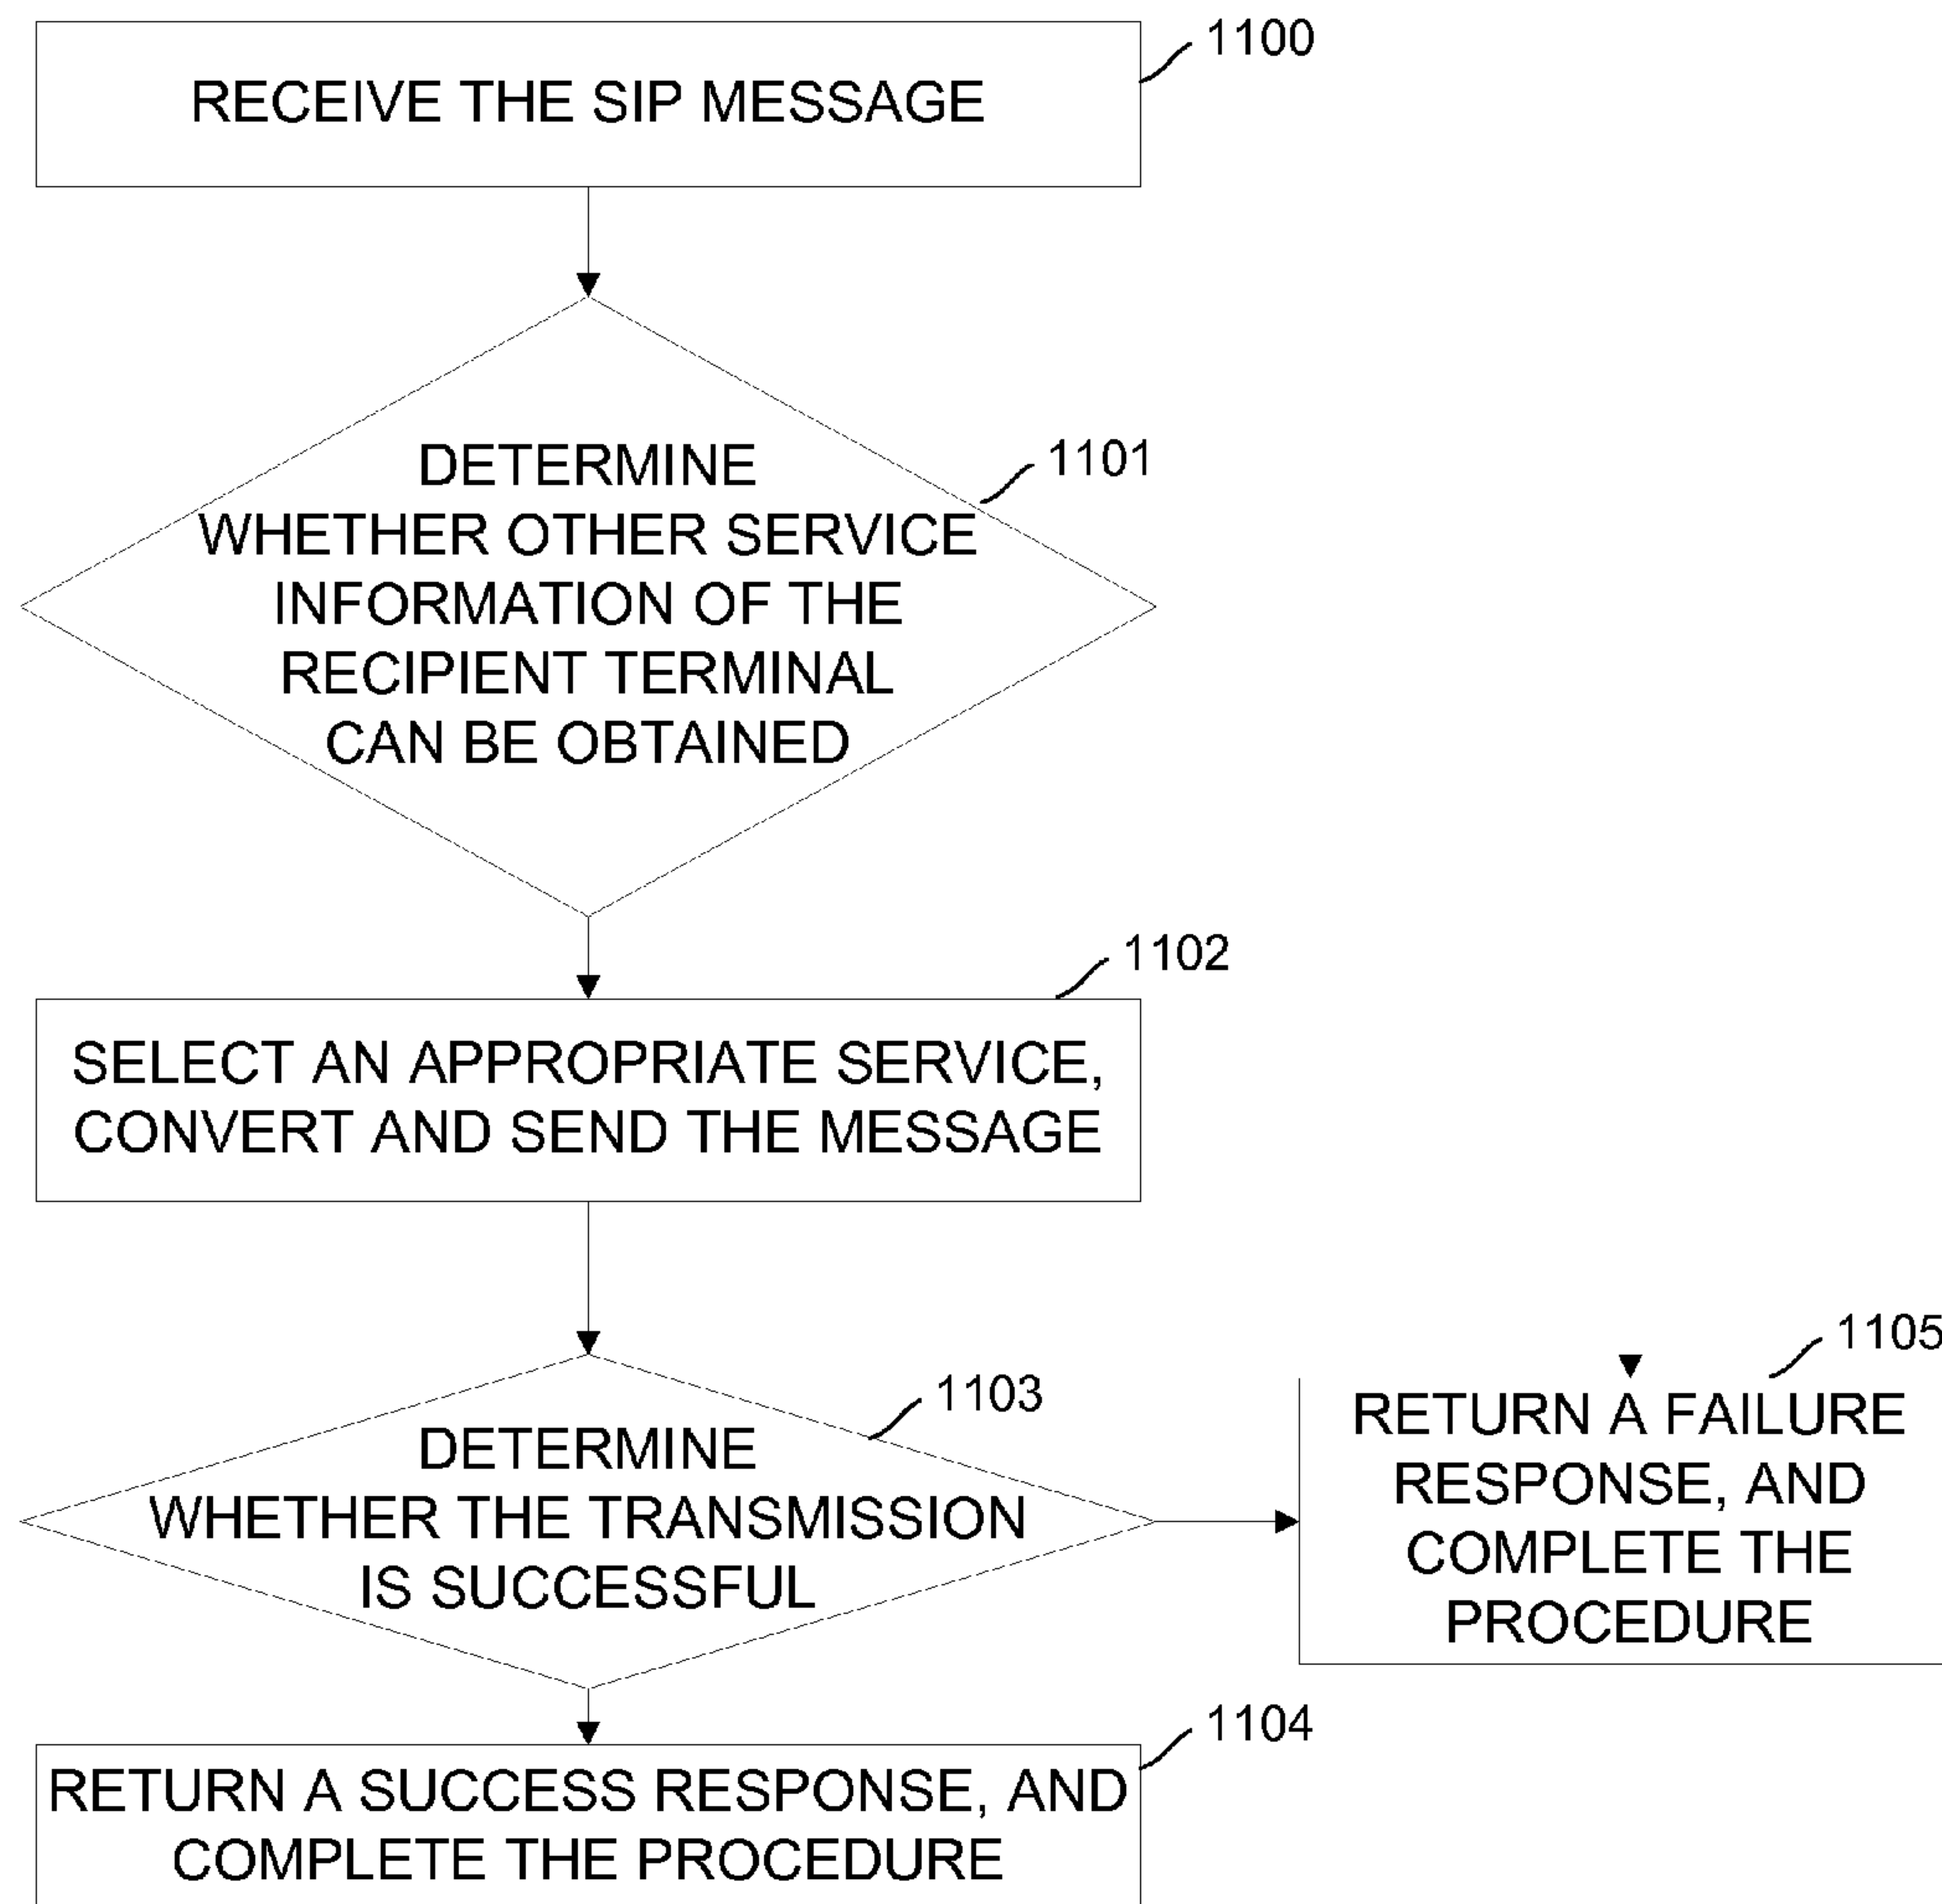 1100
RECEIVE THE SIP MESSAGE
1101
DETERMINE
WHETHER OTHER SERVICE
INFORMATION OF THE
RECIPIENT TERMINAL
CAN BE OBTAINED
1102
SELECT AN APPROPRIATE SERVICE,
CONVERT AND SEND THE MESSAGE
1103
DETERMINE
WHETHER THE TRANSMISSION
IS SUCCESSFUL
1105
RETURN A FAILURE
RESPONSE, AND
COMPLETE THE
PROCEDURE
1104
RETURN A SUCCESS RESPONSE, AND
COMPLETE THE PROCEDURE